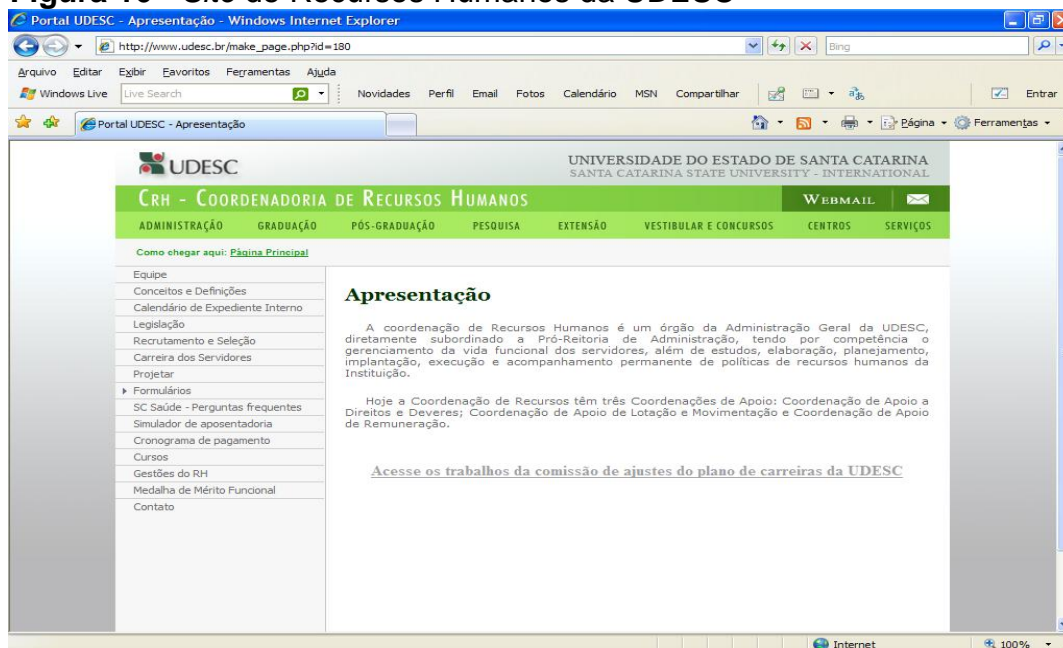 Portal UDESC - Apresentação - Windows Internet Explorer
http://www.udesc.br/make_page.php?id=180
Bing
Arquivo Editar Exibir Favoritos Ferramentas Ajuda
Windows Live Live Search Novidades Perfil Email Fotos Calendário MSN Compartilhar Entrar
Portal UDESC - Apresentação Página Ferramentas
UDESC
UNIVERSIDADE DO ESTADO DE SANTA CATARINA
SANTA CATARINA STATE UNIVERSITY - INTERNATIONAL
CRH - COORDENADORIA DE RECURSOS HUMANOS WEBMAIL
ADMINISTRAÇÃO GRADUAÇÃO PÓS-GRADUAÇÃO PESQUISA EXTENSÃO VESTIBULAR E CONCURSOS CENTROS SERVIÇOS
Como chegar aqui: Página Principal
Equipe
Conceitos e Definições
Calendário de Expediente Interno
Legislação
Recrutamento e Seleção
Carreira dos Servidores
Projetar
Formulários
SC Saúde - Perguntas frequentes
Simulador de aposentadoria
Cronograma de pagamento
Cursos
Gestões do RH
Medalha de Mérito Funcional
Contato
Apresentação
A coordenação de Recursos Humanos é um órgão da Administração Geral da UDESC,
diretamente subordinado a Pró-Reitoria de Administração, tendo por competência o
gerenciamento da vida funcional dos servidores, além de estudos, elaboração, planejamento,
implantação, execução e acompanhamento permanente de políticas de recursos humanos da
Instituição.
Hoje a Coordenação de Recursos têm três Coordenações de Apoio: Coordenação de Apoio a
Direitos e Deveres; Coordenação de Apoio de Lotação e Movimentação e Coordenação de Apoio
de Remuneração.
Acesse os trabalhos da comissão de ajustes do plano de carreiras da UDESC
Internet 100%